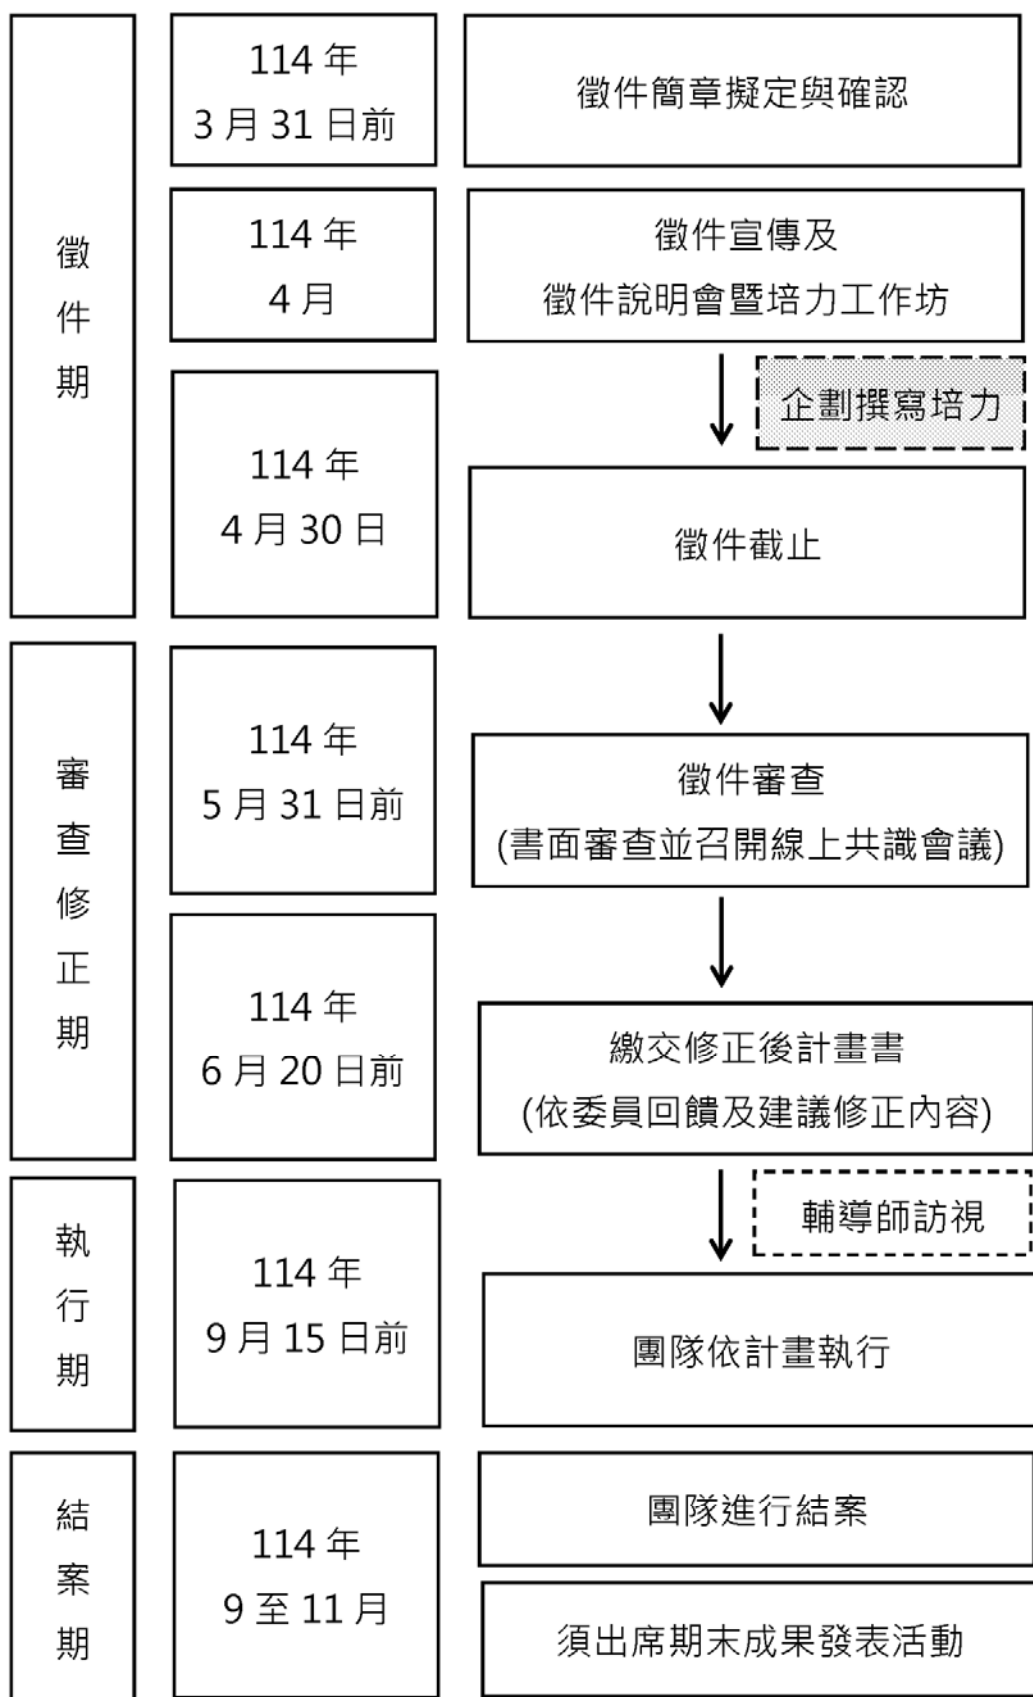 徵件期
114 年
3 月 31 日前
徵件簡章擬定與確認
114 年
4 月
徵件宣傳及
徵件說明會暨培力工作坊
企劃撰寫培力
114 年
4 月 30 日
徵件截止
審查修正期
114 年
5 月 31 日前
徵件審查
(書面審查並召開線上共識會議)
114 年
6 月 20 日前
繳交修正後計畫書
(依委員回饋及建議修正內容)
輔導師訪視
執行期
114 年
9 月 15 日前
團隊依計畫執行
結案期
114 年
9 至 11 月
團隊進行結案
須出席期末成果發表活動